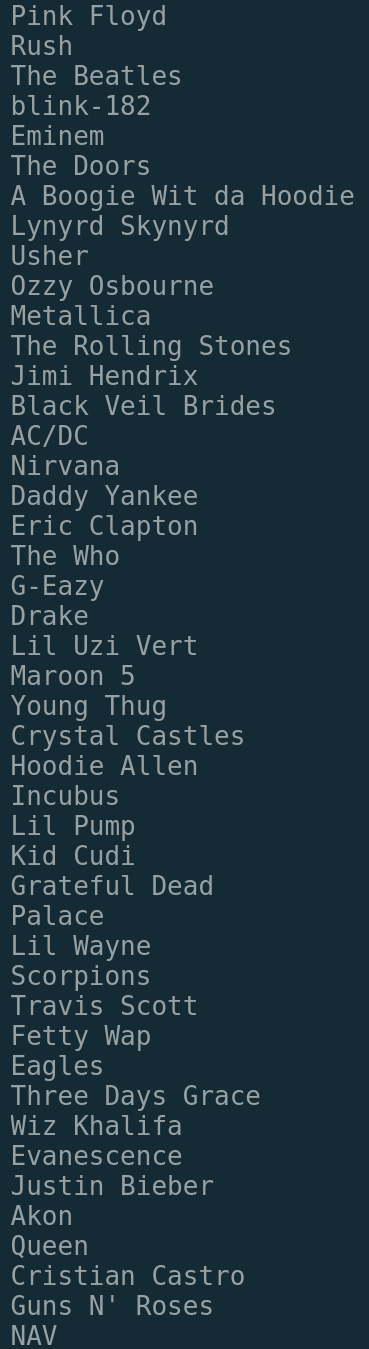 Pink Floyd
Rush
The Beatles
blink-182
Eminem
The Doors
A Boogie Wit da Hoodie
Lynyrd Skynyrd
Usher
Ozzy Osbourne
Metallica
The Rolling Stones
Jimi Hendrix
Black Veil Brides
AC/DC
Nirvana
Daddy Yankee
Eric Clapton
The Who
G-Eazy
Drake
Lil Uzi Vert
Maroon 5
Young Thug
Crystal Castles
Hoodie Allen
Incubus
Lil Pump
Kid Cudi
Grateful Dead
Palace
Lil Wayne
Scorpions
Travis Scott
Fetty Wap
Eagles
Three Days Grace
Wiz Khalifa
Evanescence
Justin Bieber
Akon
Queen
Cristian Castro
Guns N' Roses
NAV